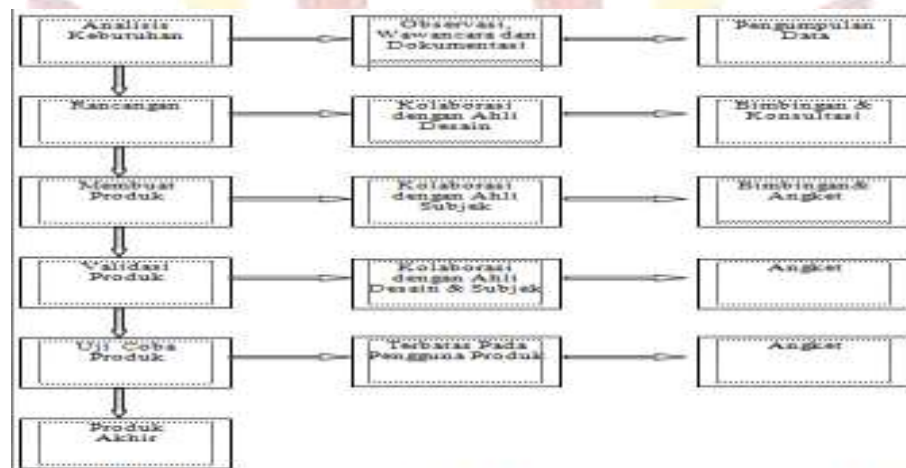 Analisis
Kebutuhan
Observasi,
Wawancara dan
Dokumentasi
Pengumpulan
Data
Rancangan
Kolaborasi
dengan Ahli
Desain
Bimbingan &
Konsultasi
Membuat
Produk
Kolaborasi
dengan Ahli
Subjek
Bimbingan &
Angket
Validasi
Produk
Kolaborasi
dengan Ahli
Desain & Subjek
Angket
Uji Coba
Produk
Terbatas Pada
Pengguna Produk
Angket
Produk
Akhir